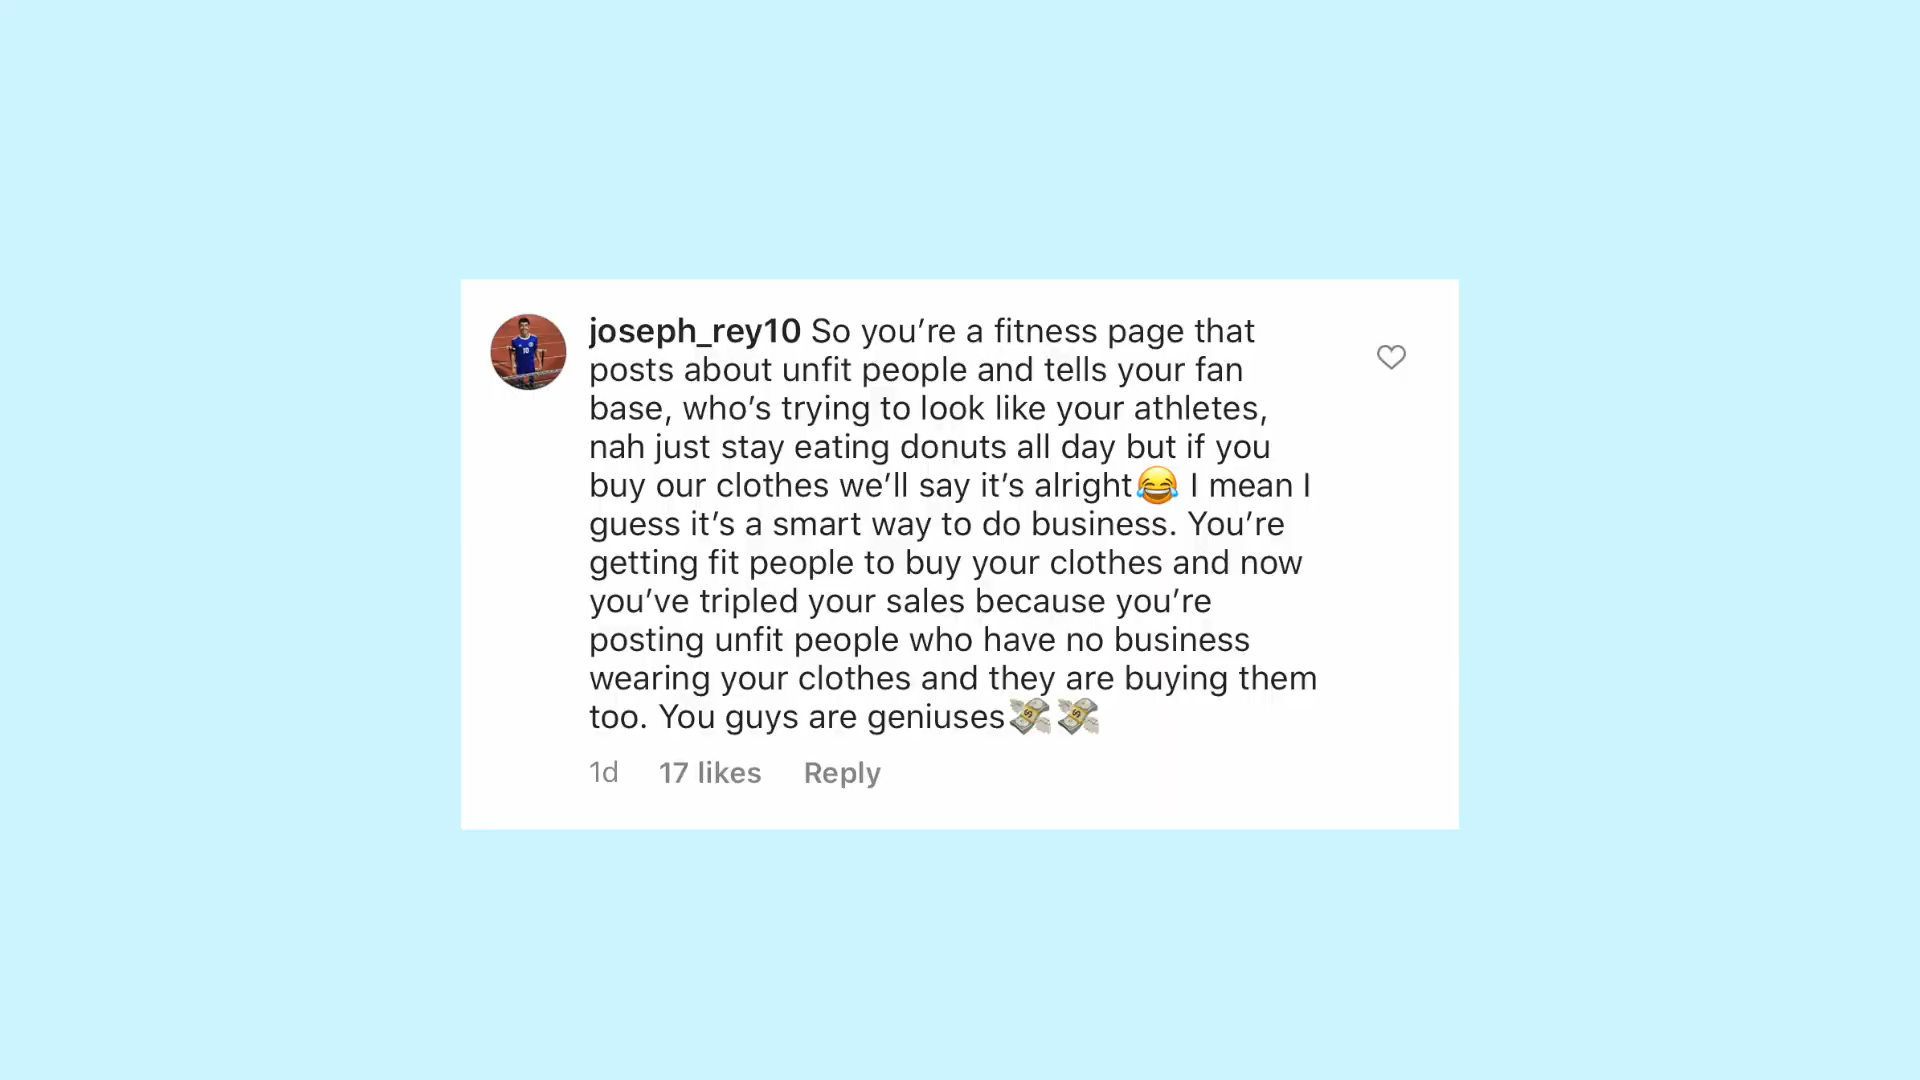 joseph_rey10 So you’re a fitness page that
posts about unfit people and tells your fan
base, who’s trying to look like your athletes,
nah just stay eating donuts all day but if you
buy our clothes we’ll say it’s alright😂 I mean I
guess it’s a smart way to do business. You’re
getting fit people to buy your clothes and now
you’ve tripled your sales because you’re
posting unfit people who have no business
wearing your clothes and they are buying them
too. You guys are geniuses💸💸
1d 17 likes Reply